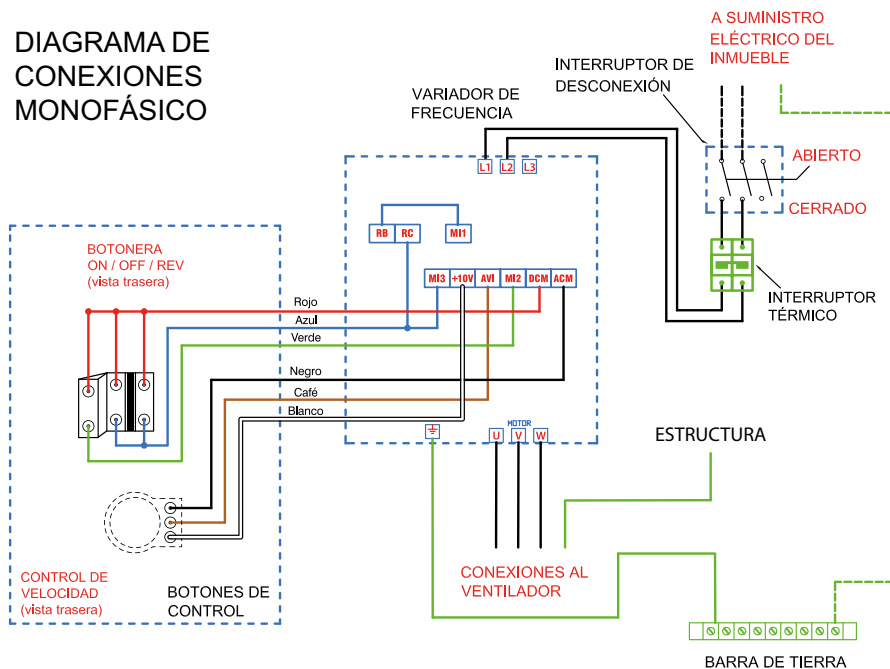 DIAGRAMA DE
CONEXIONES
MONOFÁSICO
A SUMINISTRO
ELÉCTRICO DEL
INMUEBLE
INTERRUPTOR DE
DESCONEXIÓN
VARIADOR DE
FRECUENCIA
ABIERTO
CERRADO
INTERRUPTOR
TÉRMICO
L1 L2 L3
RB RC MI1
MI3 +10V AVI MI2 DCM ACM
BOTONERA
ON / OFF / REV
(vista trasera)
Rojo
Azul
Verde
Negro
Café
Blanco
MOTOR
U V W
ESTRUCTURA
CONEXIONES AL
VENTILADOR
CONTROL DE
VELOCIDAD
(vista trasera)
BOTONES DE
CONTROL
BARRA DE TIERRA